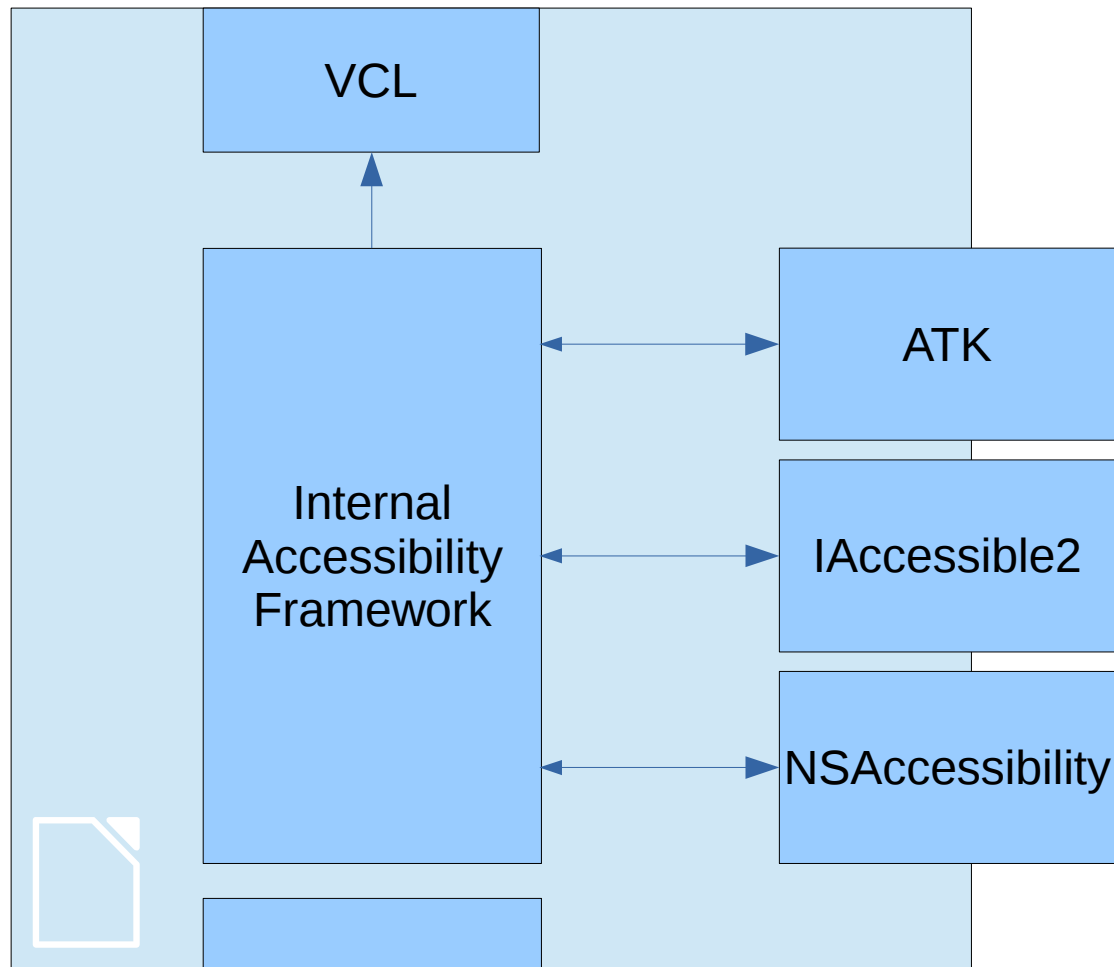 VCL
ATK
Internal
Accessibility
Framework
IAccessible2
NSAccessibility